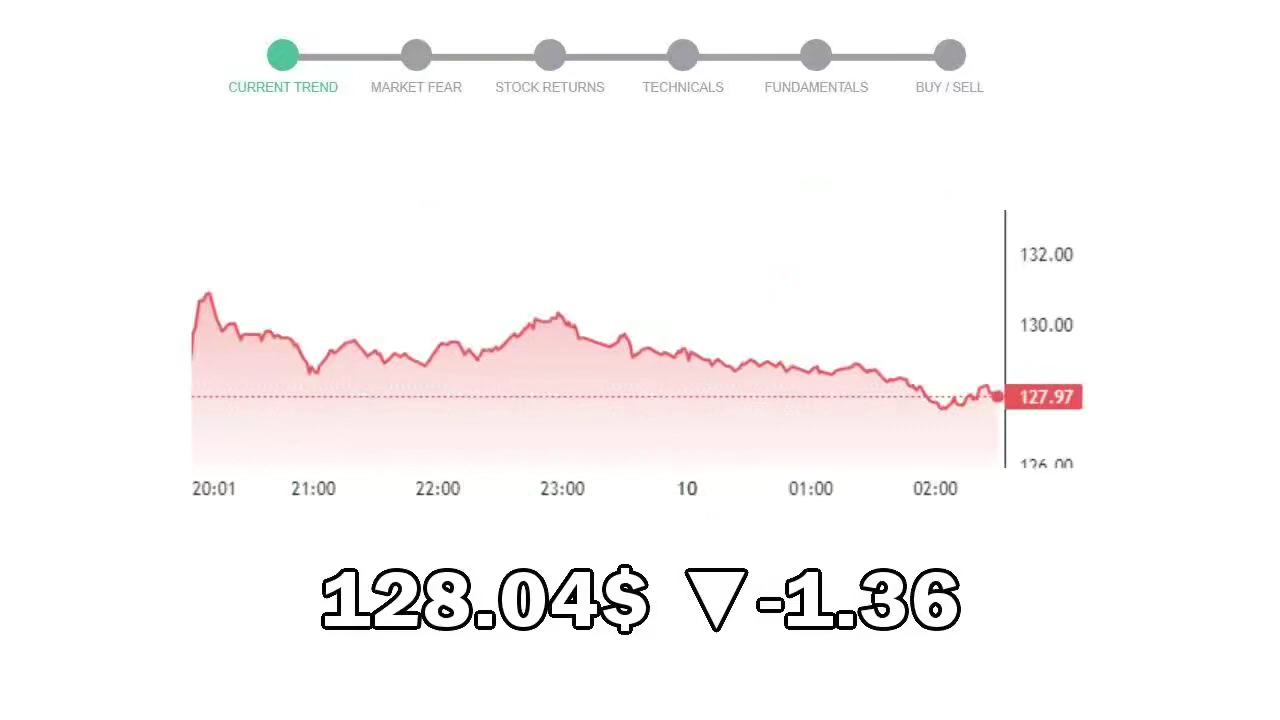 CURRENT TREND MARKET FEAR STOCK RETURNS TECHNICALS FUNDAMENTALS BUY / SELL
132.00
130.00
127.97
126.00
20:01 21:00 22:00 23:00 10 01:00 02:00
128.04$ ▼-1.36